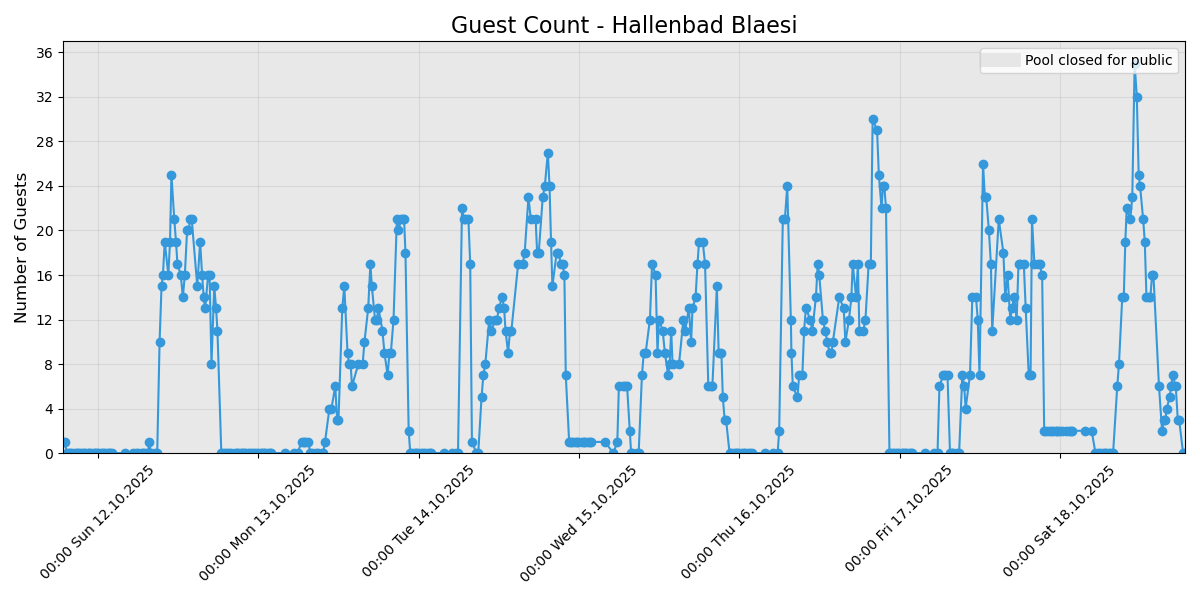 Guest Count - Hallenbad Blaesi
Pool closed for public
Number of Guests
36
32
28
24
20
16
12
8
4
0
00:00 Sun 12.10.2025
00:00 Mon 13.10.2025
00:00 Tue 14.10.2025
00:00 Wed 15.10.2025
00:00 Thu 16.10.2025
00:00 Fri 17.10.2025
00:00 Sat 18.10.2025